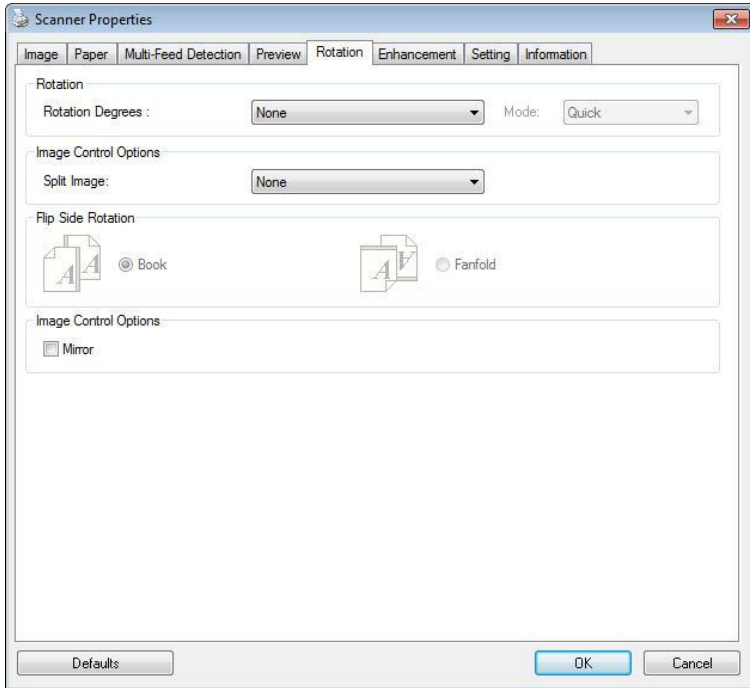 Scanner Properties
Image Paper Multi-Feed Detection Preview Rotation Enhancement Setting Information
Rotation
Rotation Degrees : None Mode: Quick
Image Control Options
Split Image: None
Flip Side Rotation
A A Book A A Fanfold
Image Control Options
Mirror
Defaults OK Cancel